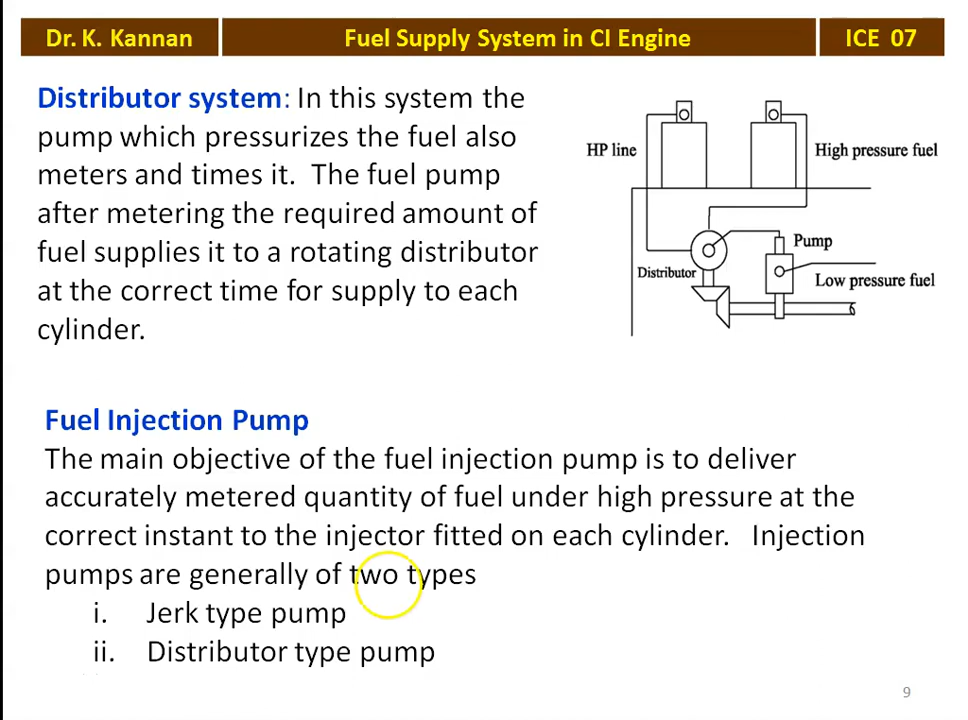 Dr. K. Kannan
Fuel Supply System in CI Engine
ICE 07
Distributor system: In this system the
pump which pressurizes the fuel also
meters and times it. The fuel pump
after metering the required amount of
fuel supplies it to a rotating distributor
at the correct time for supply to each
cylinder.
HP line
High pressure fuel
Pump
Distributor
Low pressure fuel
Fuel Injection Pump
The main objective of the fuel injection pump is to deliver
accurately metered quantity of fuel under high pressure at the
correct instant to the injector fitted on each cylinder. Injection
pumps are generally of two types
i. Jerk type pump
ii. Distributor type pump
9